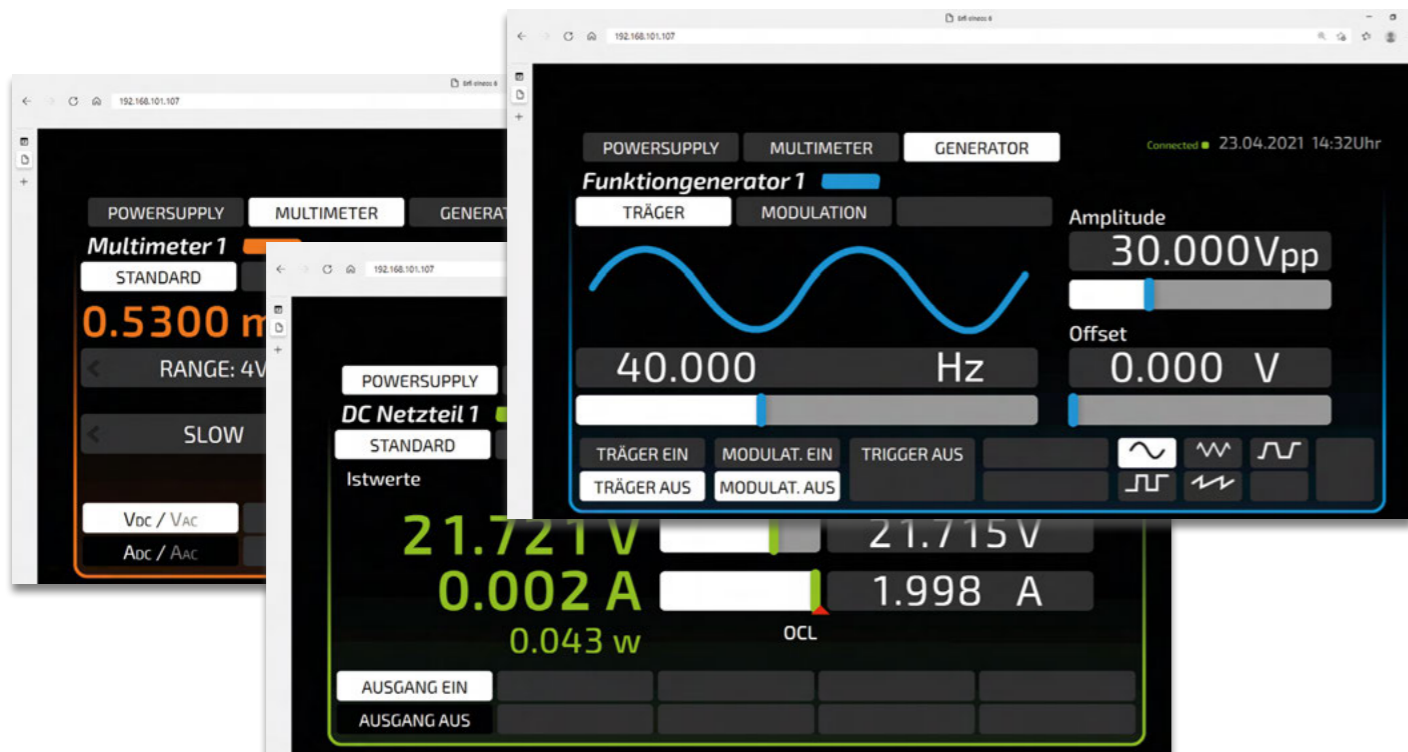 192.168.101.107
POWERSUPPLY MULTIMETER GENERAT
Multimeter 1
STANDARD
0.5300 m
RANGE: 4V
SLOW
VDC / VAC
ADC / AAC
192.168.101.107
POWERSUPPLY
DC Netzteil 1
STANDARD
Istwerte
21.721 V 21.715 V
0.002 A 1.998 A
0.043 w OCL
AUSGANG EIN
AUSGANG AUS
192.168.101.107
POWERSUPPLY MULTIMETER GENERATOR Connected 23.04.2021 14:32Uhr
Funktiongenerator 1
TRÄGER MODULATION
Amplitude
30.000Vpp
Offset
40.000 Hz 0.000 V
TRÄGER EIN MODULAT. EIN TRIGGER AUS
TRÄGER AUS MODULAT. AUS